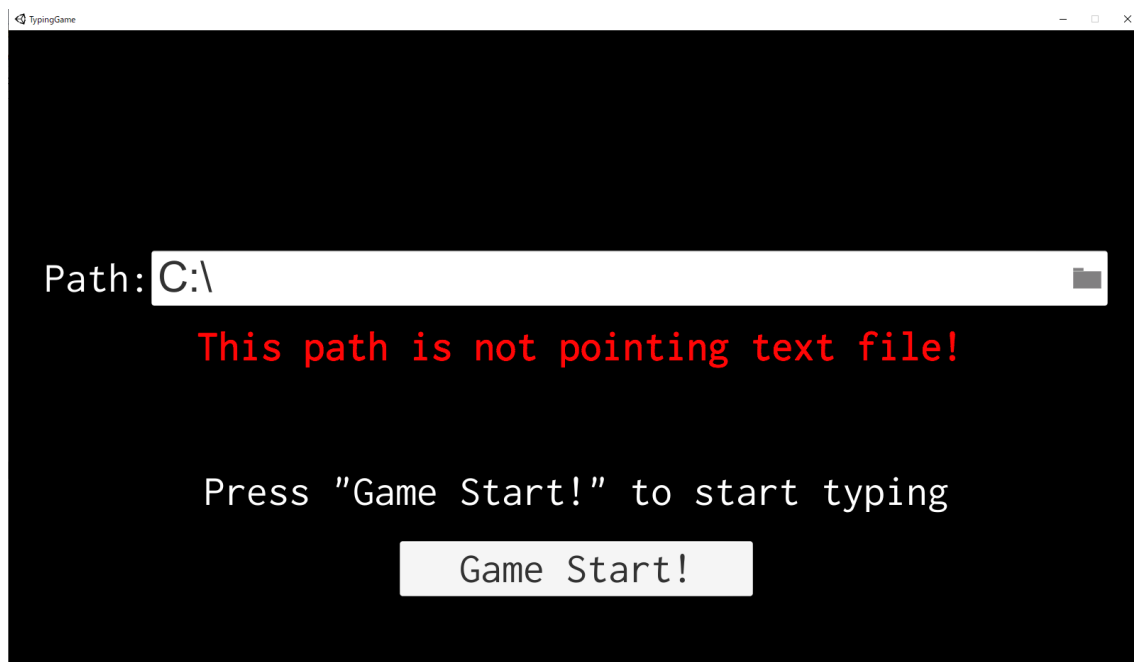 TypingGame
Path: C:\
This path is not pointing text file!
Press "Game Start!" to start typing
Game Start!